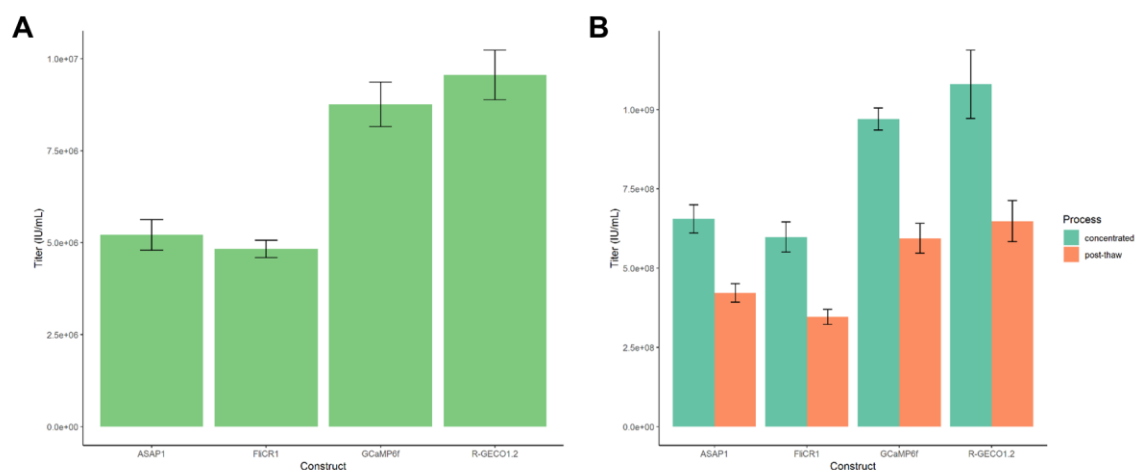 A
Titer (IU/mL)
1.0e+07
7.5e+06
5.0e+06
2.5e+06
0.0e+00
ASAP1 FliCR1 GCaMP6f R-GECO1.2
Construct
B
Titer (IU/mL)
1.0e+09
7.5e+08
5.0e+08
2.5e+08
0.0e+00
ASAP1 FliCR1 GCaMP6f R-GECO1.2
Construct
Process
concentrated
post-thaw